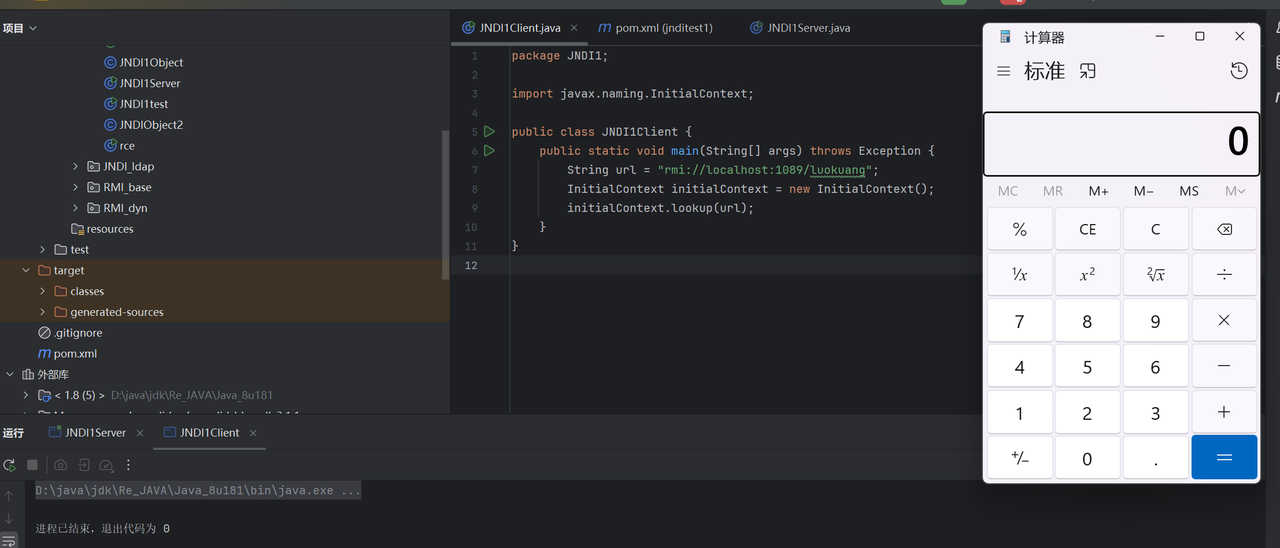 项目
JNDI1Object
JNDI1Server
JNDI1test
JNDIObject2
rce
JNDI_ldap
RMI_base
RMI_dyn
resources
test
target
classes
generated-sources
.gitignore
pom.xml
外部库
< 1.8 (5) > D:\java\jdk\Re_JAVA\Java_8u181
JNDI1Client.java
pom.xml (jnditest1)
JNDI1Server.java
1 package JNDI1;
2
3 import javax.naming.InitialContext;
4
5 public class JNDI1Client {
6 public static void main(String[] args) throws Exception {
7 String url = "rmi://localhost:1089/luokuang";
8 InitialContext initialContext = new InitialContext();
9 initialContext.lookup(url);
10 }
11 }
12
计算器
标准
0
MC MR M+ M− MS M
% CE C
¹/x x² ²√x ÷
7 8 9 ×
4 5 6 −
1 2 3 +
+/− 0 . =
运行 JNDI1Server JNDI1Client
D:\java\jdk\Re_JAVA\Java_8u181\bin\java.exe ...
进程已结束，退出代码为 0